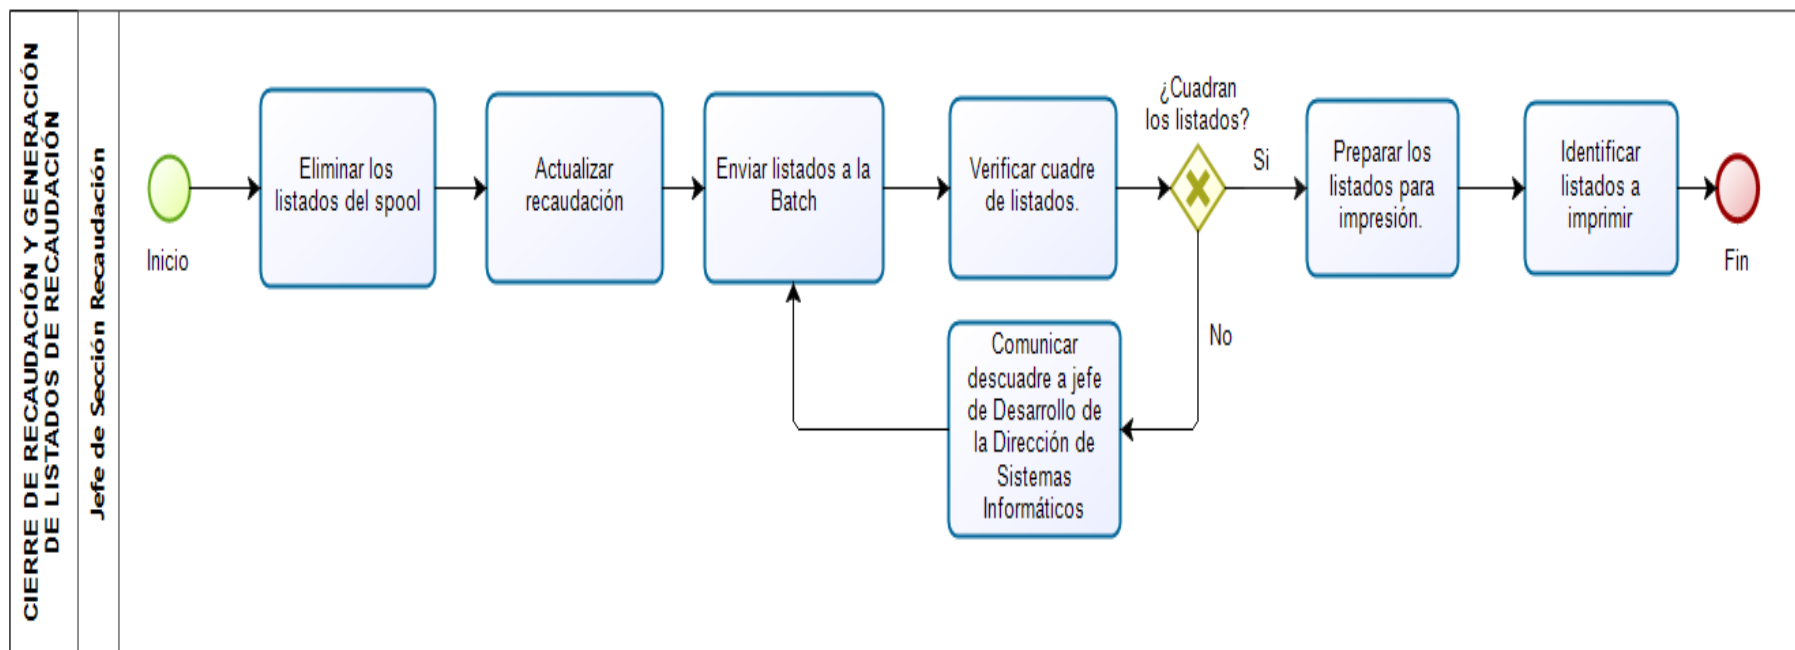 CIERRE DE RECAUDACIÓN Y GENERACIÓN
DE LISTADOS DE RECAUDACIÓN
Jefe de Sección Recaudación
Inicio
Eliminar los
listados del spool
Actualizar
recaudación
Enviar listados a la
Batch
Verificar cuadre
de listados.
¿Cuadran
los listados?
Si
Preparar los
listados para
impresión.
Identificar
listados a
imprimir
Fin
No
Comunicar
descuadre a jefe
de Desarrollo de
la Dirección de
Sistemas
Informáticos